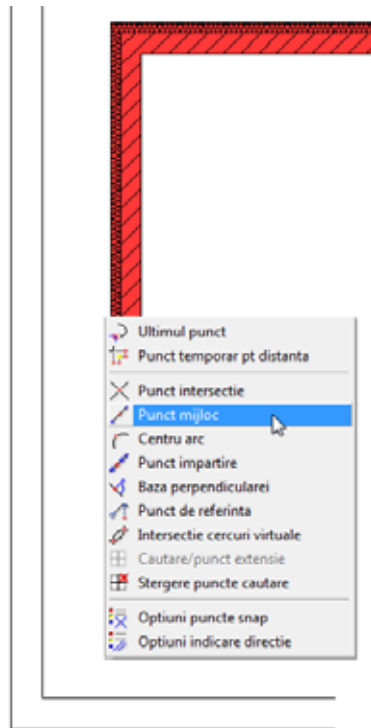 Ultimul punct
Punct temporar pt distanta
Punct intersectie
Punct mijloc
Centru arc
Punct impartire
Baza perpendicularei
Punct de referinta
Intersectie cercuri virtuale
Cautare/punct extensie
Stergere puncte cautare
Optiuni puncte snap
Optiuni indicare directie